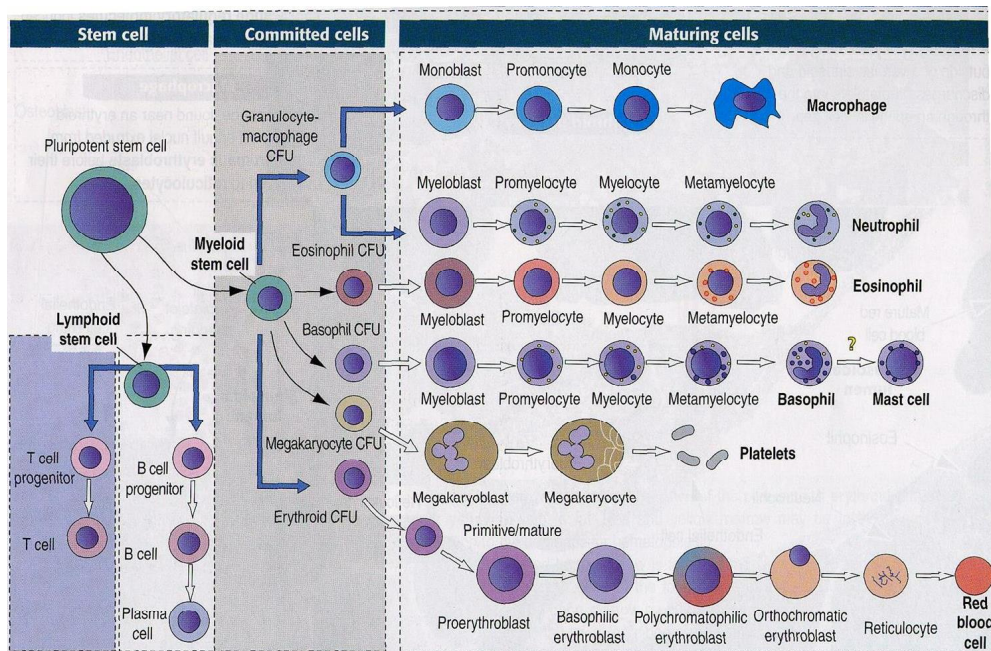 Stem cell
Committed cells
Maturing cells
Pluripotent stem cell
Granulocyte-
macrophage
CFU
Monoblast
Promonocyte
Monocyte
Macrophage
Myeloid
stem cell
Myeloblast
Promyelocyte
Myelocyte
Metamyelocyte
Neutrophil
Eosinophil CFU
Myeloblast
Promyelocyte
Myelocyte
Metamyelocyte
Eosinophil
Lymphoid
stem cell
Basophil CFU
?
Myeloblast
Promyelocyte
Myelocyte
Metamyelocyte
Basophil
Mast cell
Megakaryocyte CFU
Megakaryoblast
Megakaryocyte
Platelets
T cell
progenitor
B cell
progenitor
T cell
B cell
Plasma
cell
Erythroid CFU
Primitive/mature
Proerythroblast
Basophilic
erythroblast
Polychromatophilic
erythroblast
Orthochromatic
erythroblast
Reticulocyte
Red
blood
cell